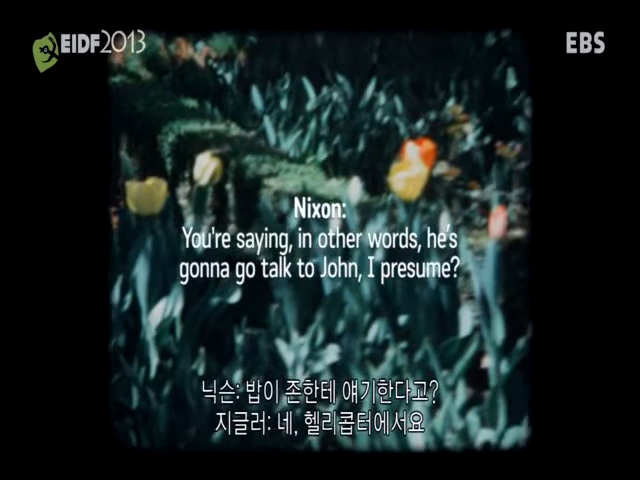 EIDF2013
EBS
Nixon:
You're saying, in other words, he's
gonna go talk to John, I presume?
닉슨: 밥이 존한테 얘기한다고?
지글러: 네, 헬리콥터에서요